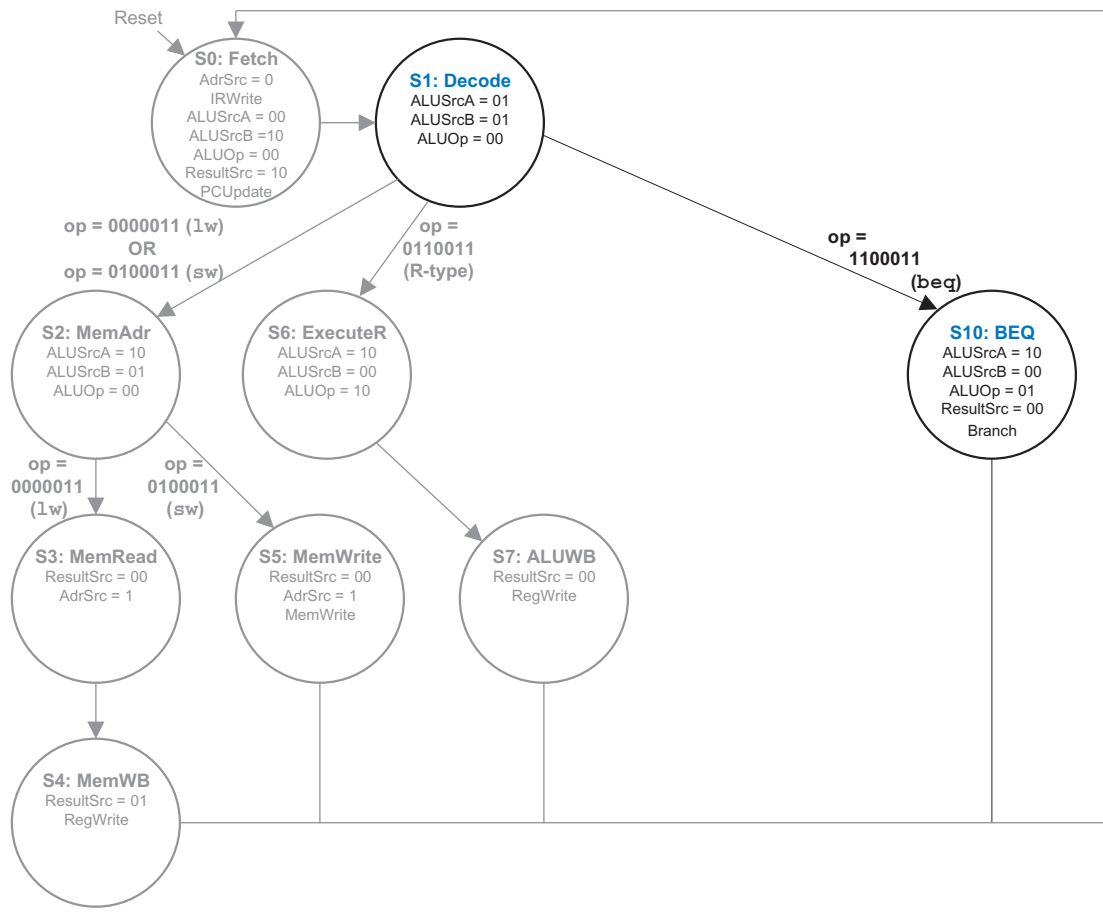 Reset
S0: Fetch
AdrSrc = 0
IRWrite
ALUSrcA = 00
ALUSrcB =10
ALUOp = 00
ResultSrc = 10
PCUpdate
S1: Decode
ALUSrcA = 01
ALUSrcB = 01
ALUOp = 00
op = 0000011 (lw)
OR
op = 0100011 (sw)
op =
0110011
(R-type)
op =
1100011
(beq)
S2: MemAdr
ALUSrcA = 10
ALUSrcB = 01
ALUOp = 00
S6: ExecuteR
ALUSrcA = 10
ALUSrcB = 00
ALUOp = 10
S10: BEQ
ALUSrcA = 10
ALUSrcB = 00
ALUOp = 01
ResultSrc = 00
Branch
op =
0000011
(lw)
op =
0100011
(sw)
S3: MemRead
ResultSrc = 00
AdrSrc = 1
S5: MemWrite
ResultSrc = 00
AdrSrc = 1
MemWrite
S7: ALUWB
ResultSrc = 00
RegWrite
S4: MemWB
ResultSrc = 01
RegWrite